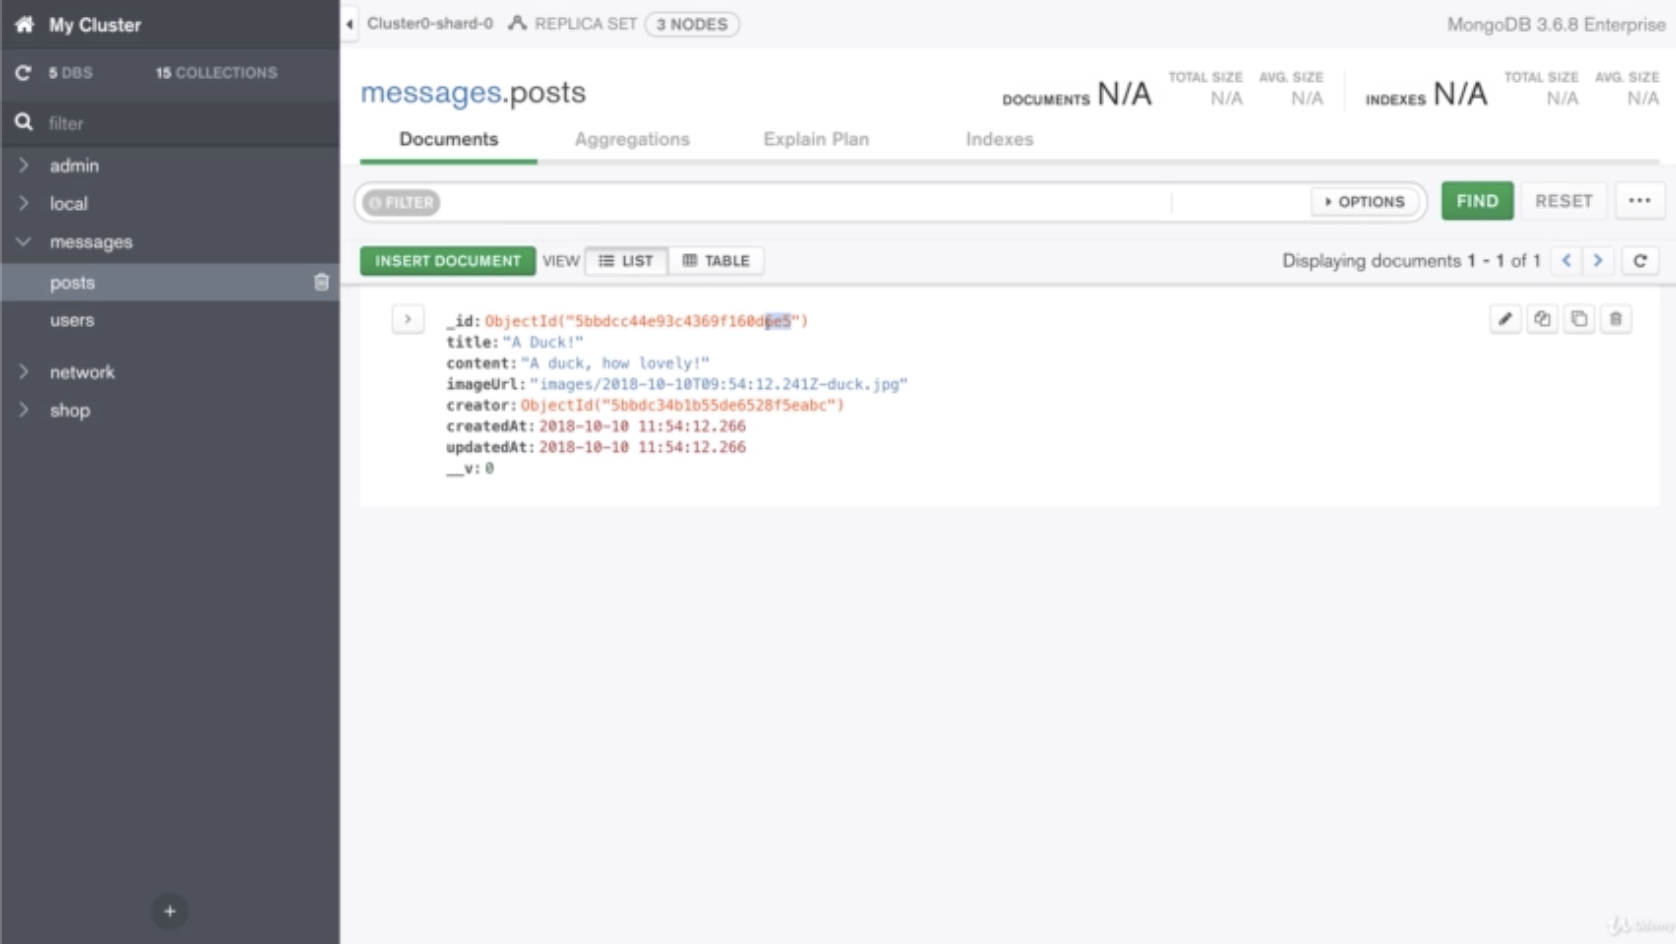 My Cluster
5 DBS 15 COLLECTIONS
filter
admin
local
messages
posts
users
network
shop
Cluster0-shard-0 REPLICA SET 3 NODES
MongoDB 3.6.8 Enterprise
messages.posts
DOCUMENTS N/A TOTAL SIZE N/A AVG. SIZE N/A INDEXES N/A TOTAL SIZE N/A AVG. SIZE N/A
Documents Aggregations Explain Plan Indexes
FILTER OPTIONS FIND RESET ...
INSERT DOCUMENT VIEW LIST TABLE Displaying documents 1 - 1 of 1
_id: ObjectId("5bbdcc44e93c4369f160d6e5")
title: "A Duck!"
content: "A duck, how lovely!"
imageUrl: "images/2018-10-10T09:54:12.241Z-duck.jpg"
creator: ObjectId("5bbdc34b1b55de6528f5eabc")
createdAt: 2018-10-10 11:54:12.266
updatedAt: 2018-10-10 11:54:12.266
__v: 0
Udemy